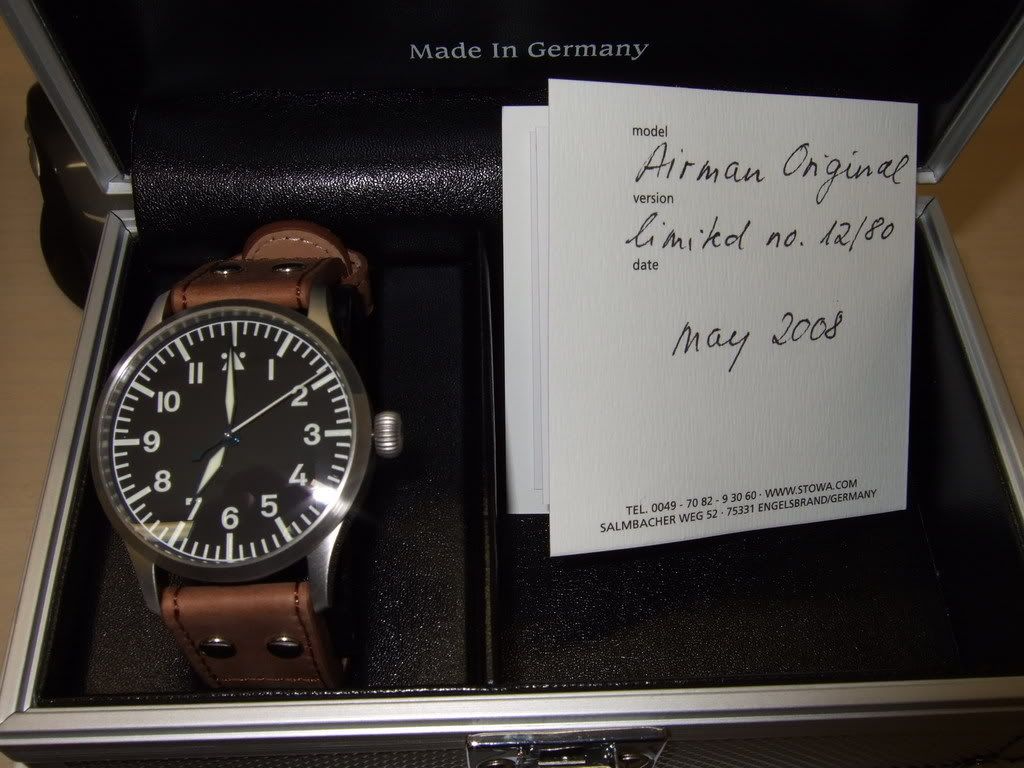 Made In Germany
model
Airman Original
version
limited no. 12/80
date
may 2008
TEL. 0049 - 70 82 - 9 30 60 · WWW.STOWA.COM
SALMBACHER WEG 52 · 75331 ENGELSBRAND/GERMANY
1
2
3
4
5
6
7
8
9
10
11